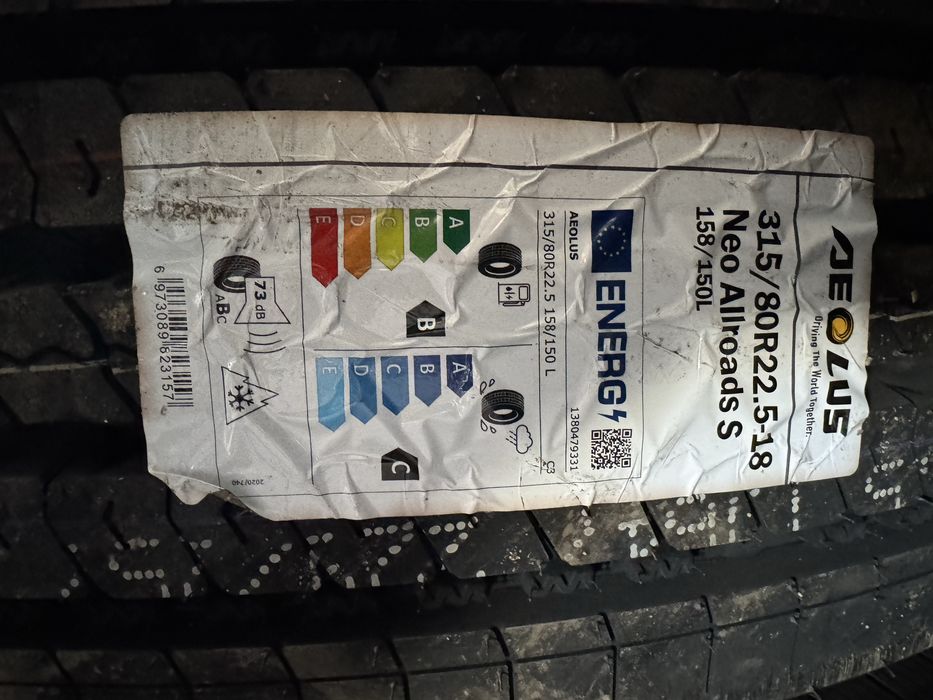 AEOLUS
Driving The World Together.
315/80R22.5-18
Neo Allroads S
158/150L
ENERG
AEOLUS
1380479331
315/80R22.5 158/150 L
C3
A
B
C
D
E
B
A
B
C
D
E
C
73 dB
ABC
2020/740
6 973089 823157